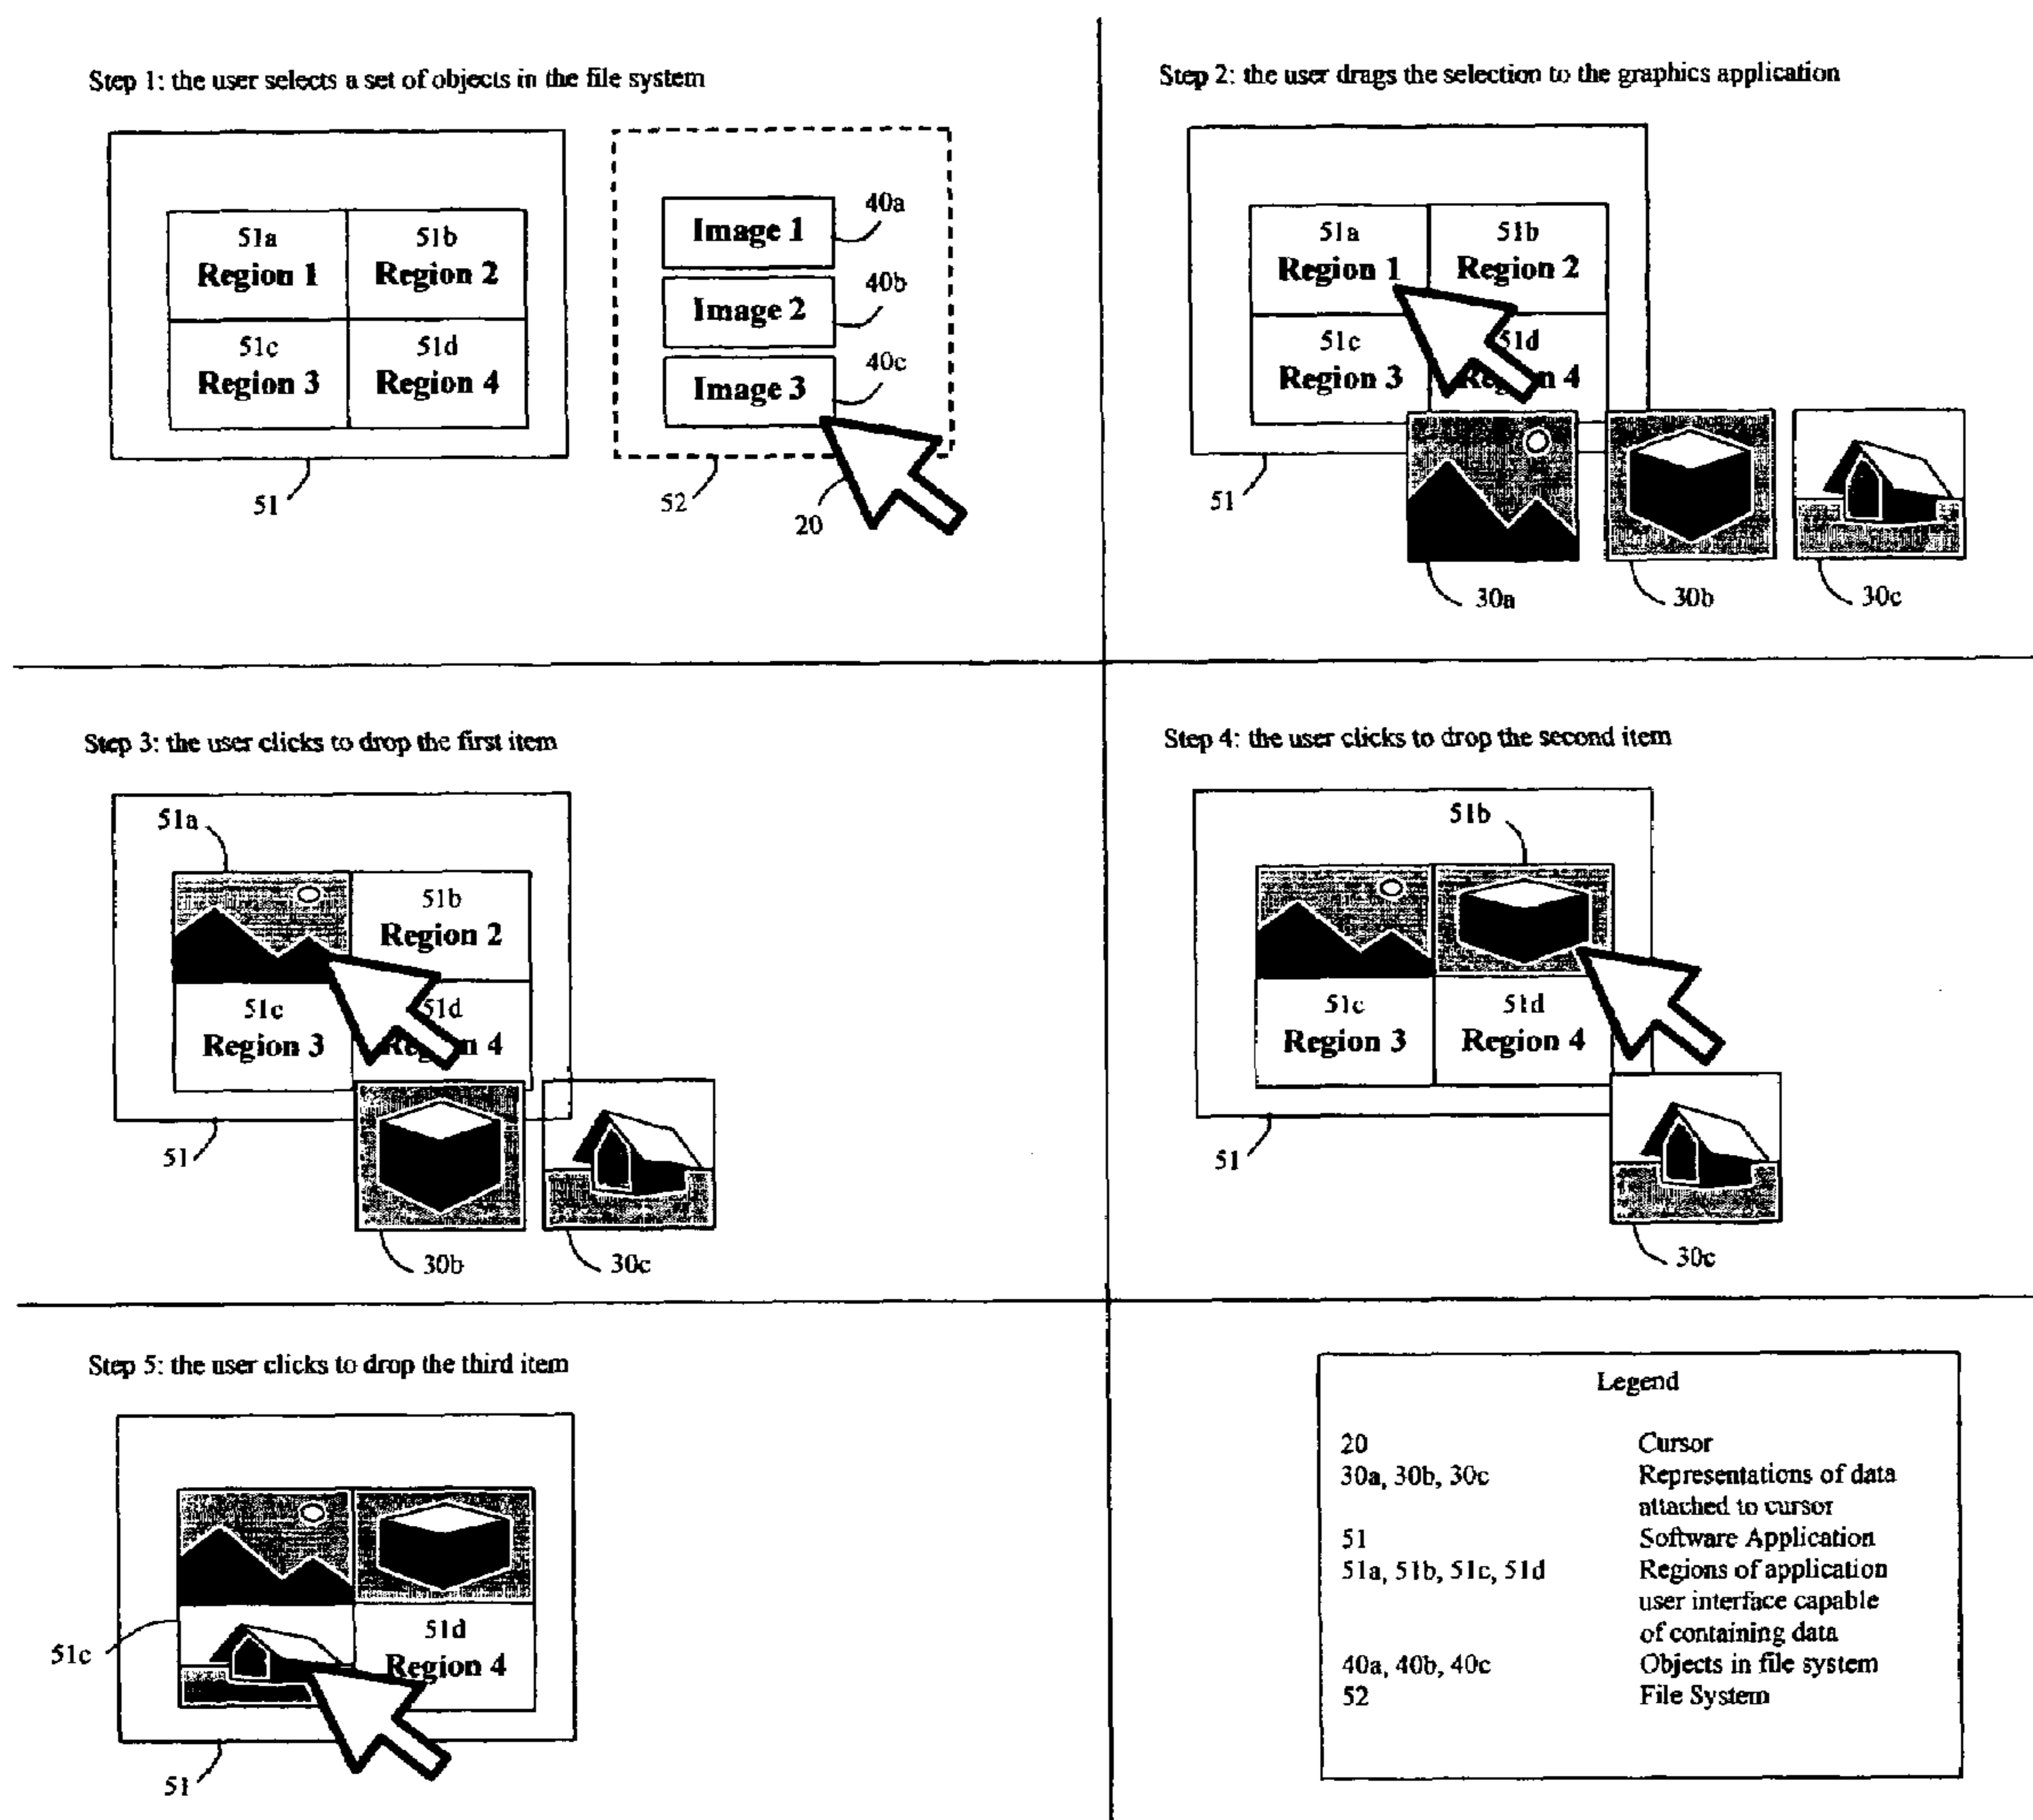 Step 1: the user selects a set of objects in the file system
51a
Region 1
51b
Region 2
51c
Region 3
51d
Region 4
51
Image 1
40a
Image 2
40b
Image 3
40c
52
20
Step 2: the user drags the selection to the graphics application
51a
Region 1
51b
Region 2
51c
Region 3
51d
Region 4
51
30a
30b
30c
Step 3: the user clicks to drop the first item
51a
51b
Region 2
51c
Region 3
51d
Region 4
51
30b
30c
Step 4: the user clicks to drop the second item
51b
51c
Region 3
51d
Region 4
51
30c
Step 5: the user clicks to drop the third item
51d
Region 4
51c
51
Legend
20 Cursor
30a, 30b, 30c Representations of data
attached to cursor
51 Software Application
51a, 51b, 51c, 51d Regions of application
user interface capable
of containing data
40a, 40b, 40c Objects in file system
52 File System